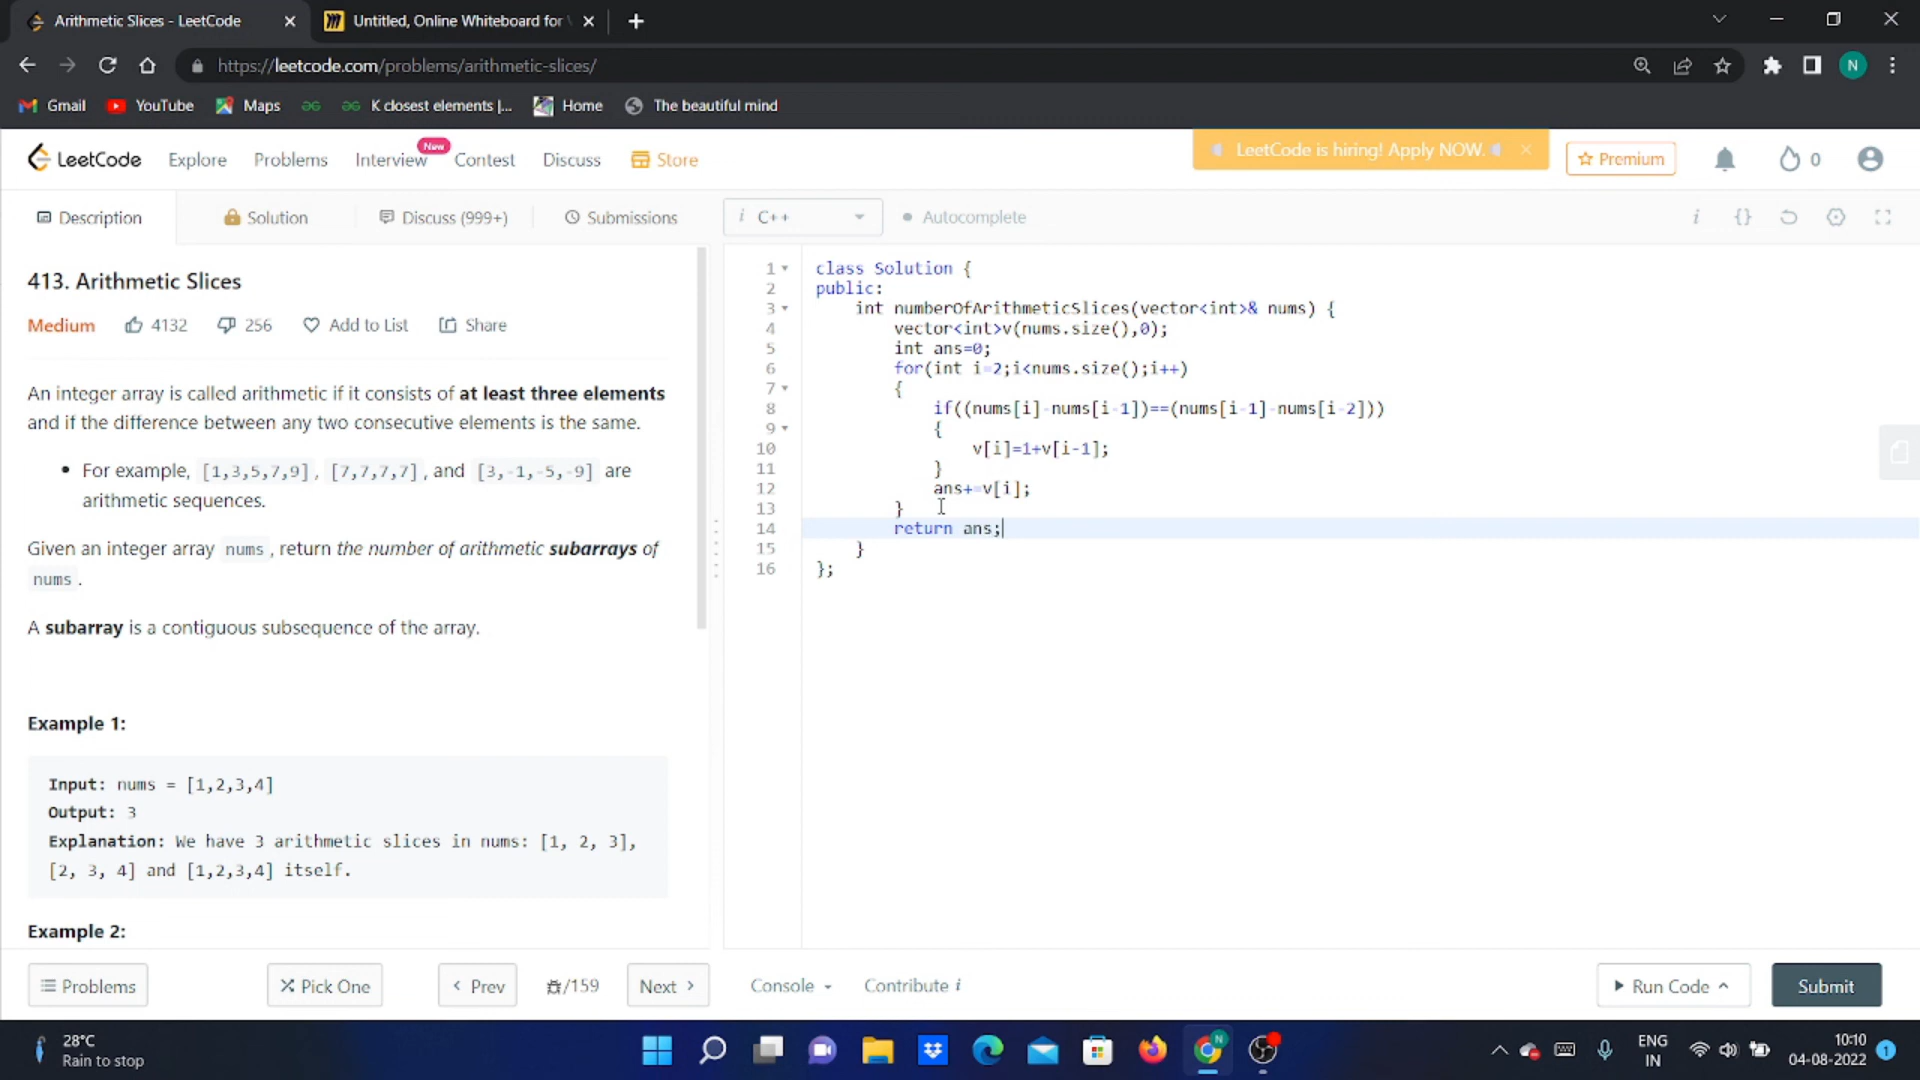 Arithmetic Slices - LeetCode
Untitled, Online Whiteboard for
https://leetcode.com/problems/arithmetic-slices/
N
Gmail
YouTube
Maps
K closest elements |...
Home
The beautiful mind
LeetCode
Explore
Problems
Interview
New
Contest
Discuss
Store
LeetCode is hiring! Apply NOW.
Premium
0
Description
Solution
Discuss (999+)
Submissions
i C++
Autocomplete
i {}
413. Arithmetic Slices
Medium 4132 256 Add to List Share
An integer array is called arithmetic if it consists of at least three elements
and if the difference between any two consecutive elements is the same.
• For example, [1,3,5,7,9], [7,7,7,7], and [3,-1,-5,-9] are
arithmetic sequences.
Given an integer array nums, return the number of arithmetic subarrays of
nums.
A subarray is a contiguous subsequence of the array.
Example 1:
Input: nums = [1,2,3,4]
Output: 3
Explanation: We have 3 arithmetic slices in nums: [1, 2, 3],
[2, 3, 4] and [1,2,3,4] itself.
Example 2:
1 class Solution {
2 public:
3 int numberOfArithmeticSlices(vector<int>& nums) {
4 vector<int>v(nums.size(),0);
5 int ans=0;
6 for(int i=2;i<nums.size();i++)
7 {
8 if((nums[i]-nums[i-1])==(nums[i-1]-nums[i-2]))
9 {
10 v[i]=1+v[i-1];
11 }
12 ans+=v[i];
13 }
14 return ans;
15 }
16 };
Problems
Pick One
Prev
/159
Next
Console
Contribute i
Run Code
Submit
28°C
Rain to stop
N
ENG
IN
10:10
04-08-2022
1